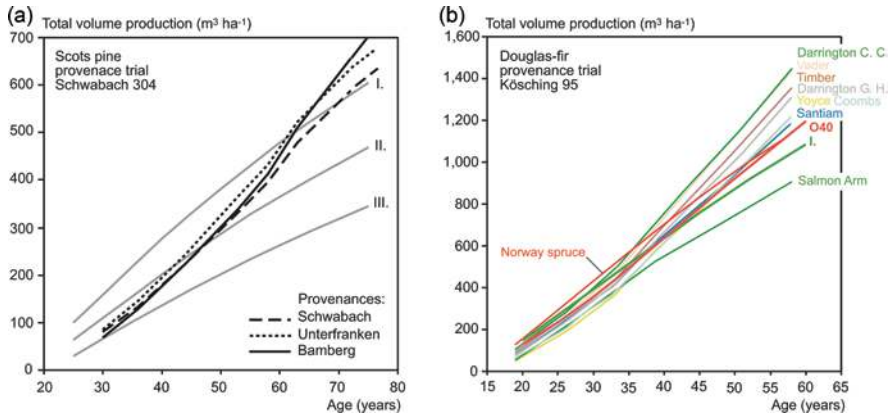 (a) Total volume production (m³ ha⁻¹)
700
600
500
400
300
200
100
0
Scots pine
provenace trial
Schwabach 304
I.
II.
III.
Provenances:
Schwabach
Unterfranken
Bamberg
20 30 40 50 60 70 80
Age (years)
(b) Total volume production (m³ ha⁻¹)
1,600
1,400
1,200
1,000
800
600
400
200
0
Douglas-fir
provenance trial
Kösching 95
Darrington C. C.
Vader
Timber
Darrington G. H.
Yoyce Coombs
Santiam
O40
I.
Salmon Arm
Norway spruce
15 20 25 30 35 40 45 50 55 60 65
Age (years)